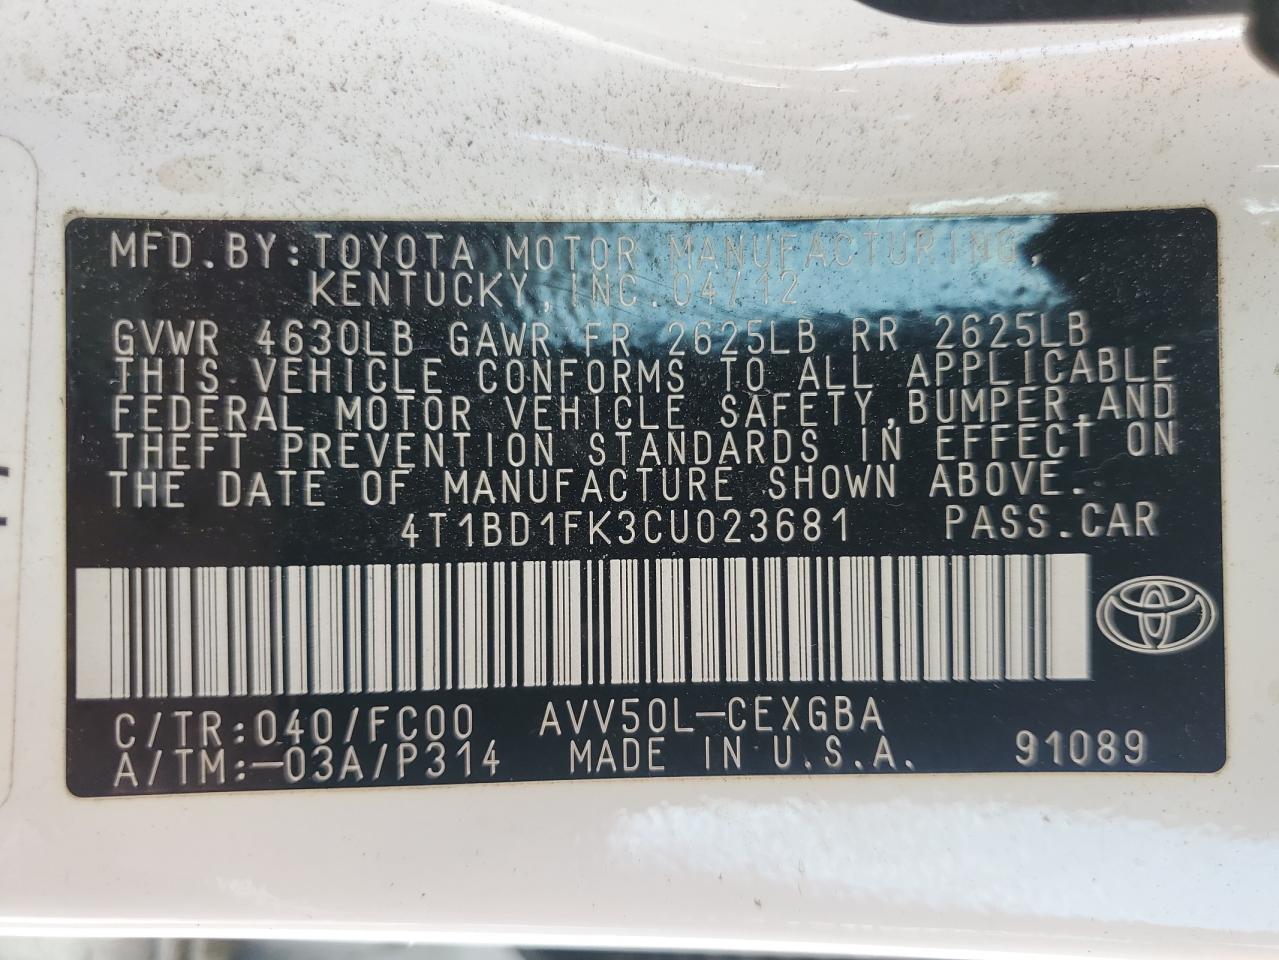 MFD.BY:TOYOTA MOTOR MANUFACTURING,
KENTUCKY,INC.04/12
GVWR 4630LB GAWR FR 2625LB RR 2625LB
THIS VEHICLE CONFORMS TO ALL APPLICABLE
FEDERAL MOTOR VEHICLE SAFETY,BUMPER,AND
THEFT PREVENTION STANDARDS IN EFFECT ON
THE DATE OF MANUFACTURE SHOWN ABOVE.
4T1BD1FK3CU023681 PASS.CAR
C/TR:040/FC00 AVV50L-CEXGBA
A/TM:-03A/P314 MADE IN U.S.A. 91089